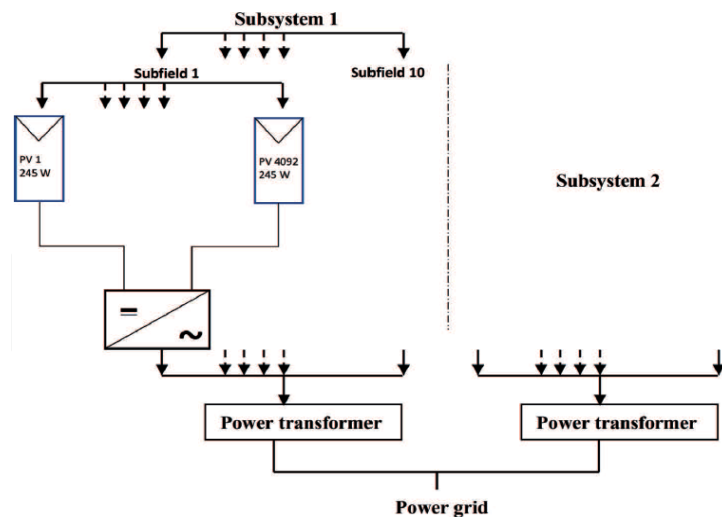 Subsystem 1
Subfield 1
Subfield 10
PV 1
245 W
PV 4092
245 W
Subsystem 2
=
~
Power transformer
Power transformer
Power grid